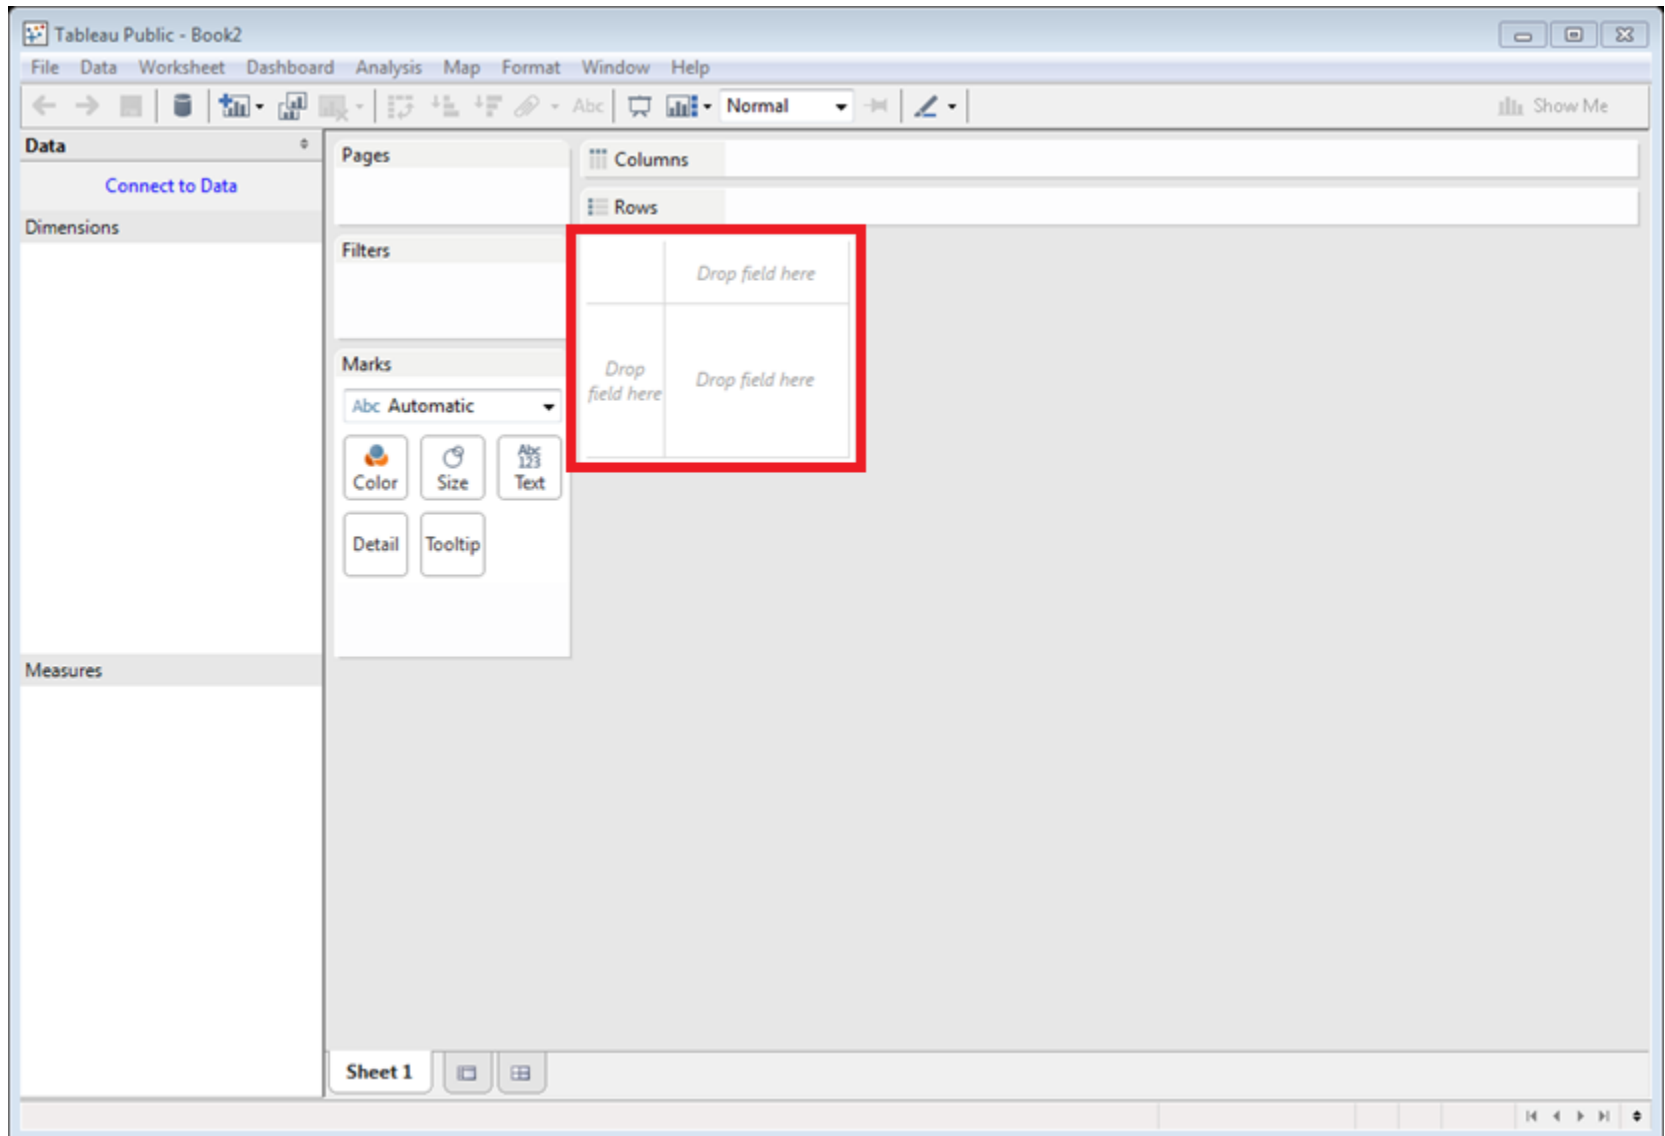 Tableau Public - Book2
File Data Worksheet Dashboard Analysis Map Format Window Help
Abc Normal Show Me
Data
Connect to Data
Dimensions
Measures
Pages
Filters
Marks
Abc Automatic
Color Size Abc 123 Text
Detail Tooltip
Columns
Rows
Drop field here
Drop
field here
Drop field here
Sheet 1